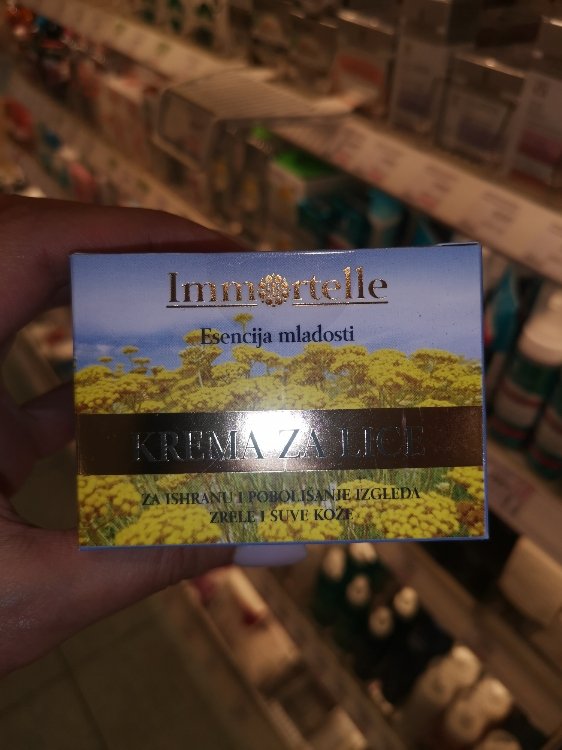 Immortelle
Esencija mladosti
KREMA ZA LICE
ZA ISHRANU I POBOLJŠANJE IZGLEDA
ZRELE I SUVE KOŽE